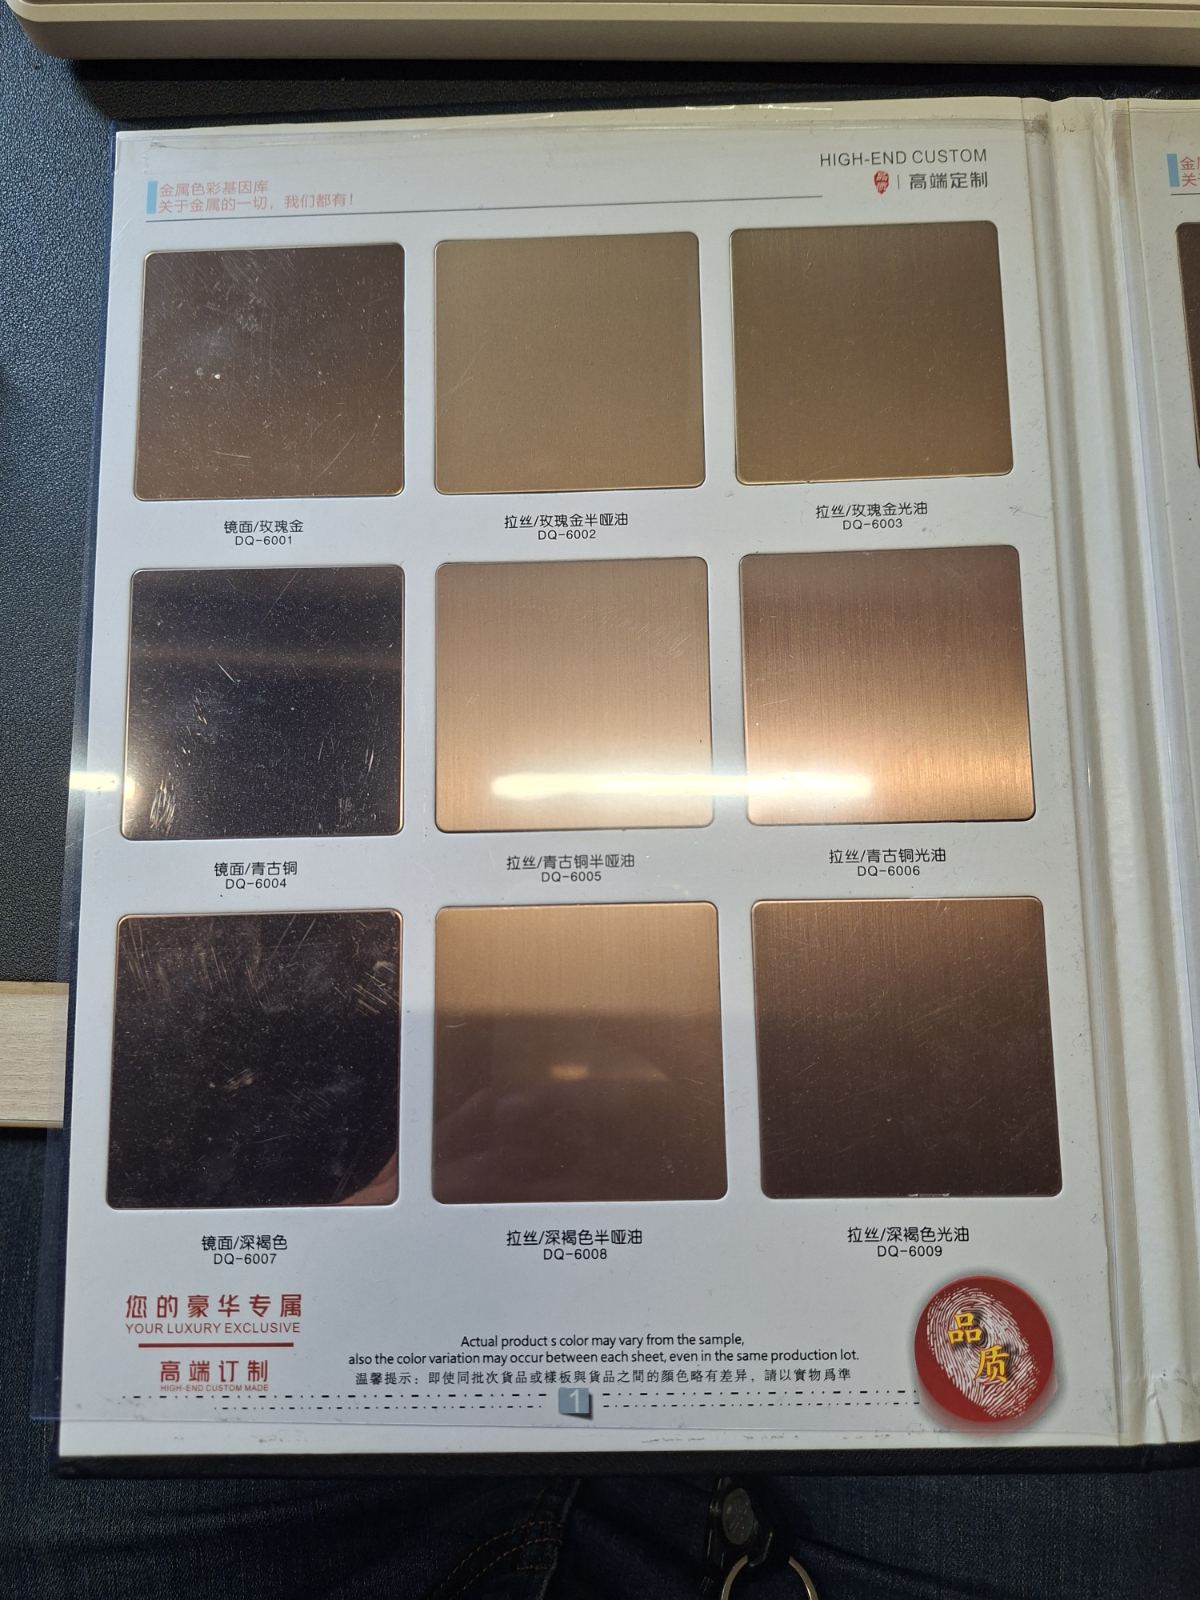 金属色彩基因库
关于金属的一切，我们都有！
HIGH-END CUSTOM
品质 | 高端定制
镜面/玫瑰金
DQ-6001
拉丝/玫瑰金半哑油
DQ-6002
拉丝/玫瑰金光油
DQ-6003
镜面/青古铜
DQ-6004
拉丝/青古铜半哑油
DQ-6005
拉丝/青古铜光油
DQ-6006
镜面/深褐色
DQ-6007
拉丝/深褐色半哑油
DQ-6008
拉丝/深褐色光油
DQ-6009
您的豪华专属
YOUR LUXURY EXCLUSIVE
高端订制
HIGH-END CUSTOM MADE
Actual product s color may vary from the sample,
also the color variation may occur between each sheet, even in the same production lot.
温馨提示：即使同批次貨品或樣板與貨品之間的顏色略有差异，請以實物爲準
1
品质
金
关